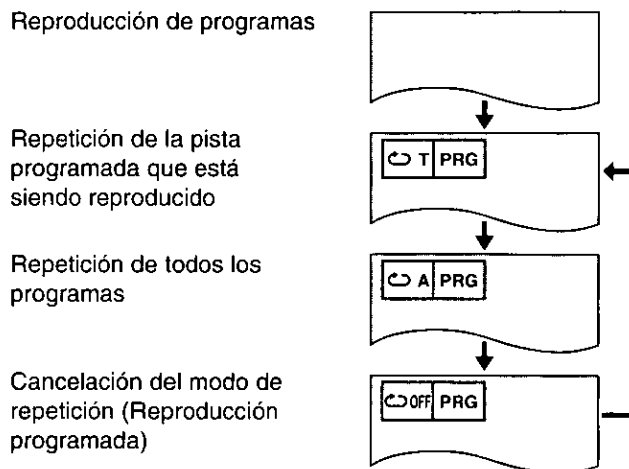 Reproducción de programas
Repetición de la pista
programada que está
siendo reproducido
T PRG
Repetición de todos los
programas
A PRG
Cancelación del modo de
repetición (Reproducción
programada)
OFF PRG